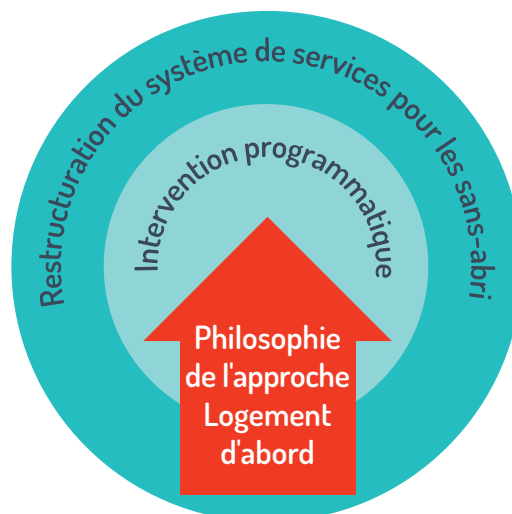 Restructuration du système de services pour les sans-abri
Intervention programmatique
Philosophie
de l'approche
Logement
d'abord